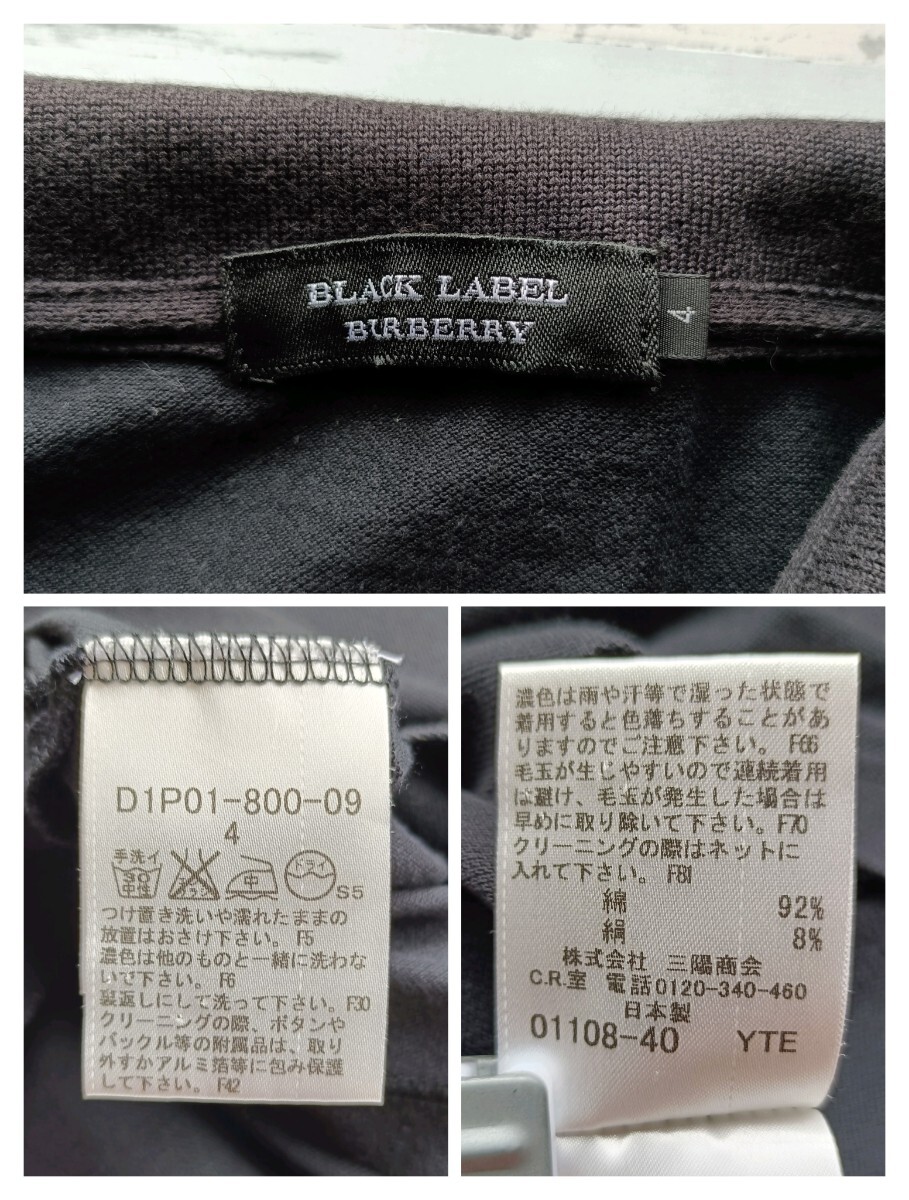 BLACK LABEL
BURBERRY
4
D1P01-800-09
4
手洗イ
30
中性
エンソ
サラシ
中
ドライ
S5
つけ置き洗いや濡れたままの
放置はおさけ下さい。F5
濃色は他のものと一緒に洗わな
いで下さい。F6
裏返しにして洗って下さい。F30
クリーニングの際、ボタンや
バックル等の附属品は、取り
外すかアルミ箔等に包み保護
して下さい。F42
濃色は雨や汗等で湿った状態で
着用すると色落ちすることがあ
りますのでご注意下さい。F66
毛玉が生じやすいので連続着用
は避け、毛玉が発生した場合は
早めに取り除いて下さい。F70
クリーニングの際はネットに
入れて下さい。F81
綿 92%
絹 8%
株式会社 三陽商会
C.R.室 電話0120-340-460
日本製
01108-40 YTE